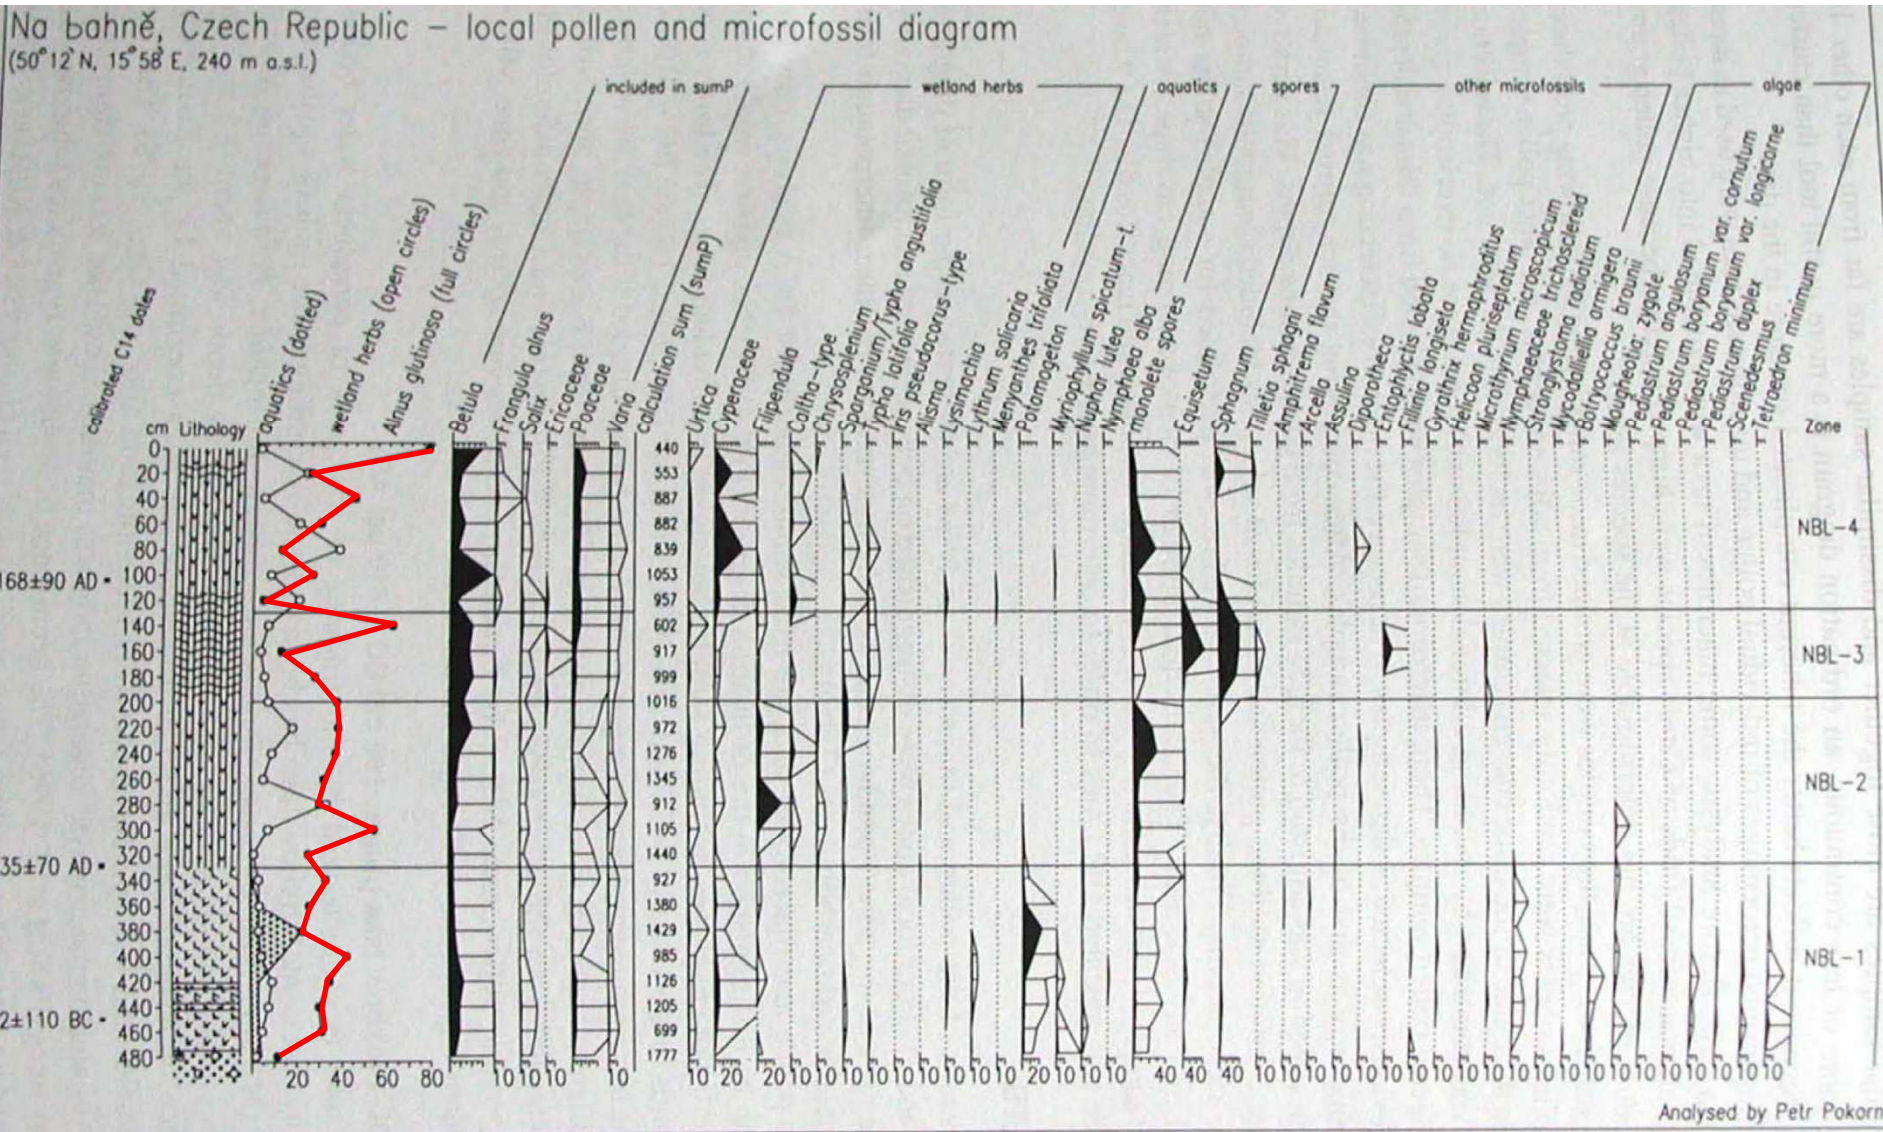 Na bahně, Czech Republic – local pollen and microfossil diagram
(50°12'N, 15°58'E, 240 m a.s.l.)
included in sumP
wetland herbs
aquatics
spores
other microfossils
algae
calibrated C14 dates
cm
Lithology
aquatics (dotted)
wetland herbs (open circles)
Alnus glutinosa (full circles)
Betula
Frangula alnus
Salix
Ericaceae
Poaceae
Varia
calculation sum (sumP)
Urtica
Cyperaceae
Filipendula
Caltha-type
Chrysosplenium
Sparganium/Typha angustifolia
Typha latifolia
Iris pseudacorus-type
Alisma
Lysimachia
Lythrum salicaria
Menyanthes trifoliata
Potamogeton
Myriophyllum spicatum-t.
Nuphar lutea
Nymphaea alba
monolete spores
Equisetum
Sphagnum
Tilletia sphagni
Amphitrema flavum
Arcella
Assulina
Diporotheca
Entophlyctis lobata
Filinia longiseta
Gyrathrix hermaphroditus
Helicoon pluriseptatum
Microthyrium microscopicum
Nymphaeaceae trichosclereid
Stronglystoma radiatum
Mycodalliellia armigera
Botryococcus braunii
Mougheotia: zygote
Pediastrum angulosum
Pediastrum boryanum var. cornutum
Pediastrum boryanum var. longicorne
Pediastrum duplex
Scenedesmus
Tetraedron minimum
Zone
0 440
20 553
40 887
60 882 NBL-4
80 839
168±90 AD 100 1053
120 957
140 602
160 917 NBL-3
180 999
200 1016
220 972
240 1276
260 1345 NBL-2
280 912
300 1105
35±70 AD 320 1440
340 927
360 1380
380 1429
400 985 NBL-1
420 1126
440 1205
2±110 BC 460 699
480 1777
20 40 60 80 10 10 10 10 20 20 10 10 10 10 10 10 10 10 10 20 10 10 10 40 40 40 10 10 10 10 10 10 10 10 10 10 10 10 10 10 10 10 10 10 10 10 10
Analysed by Petr Pokorn